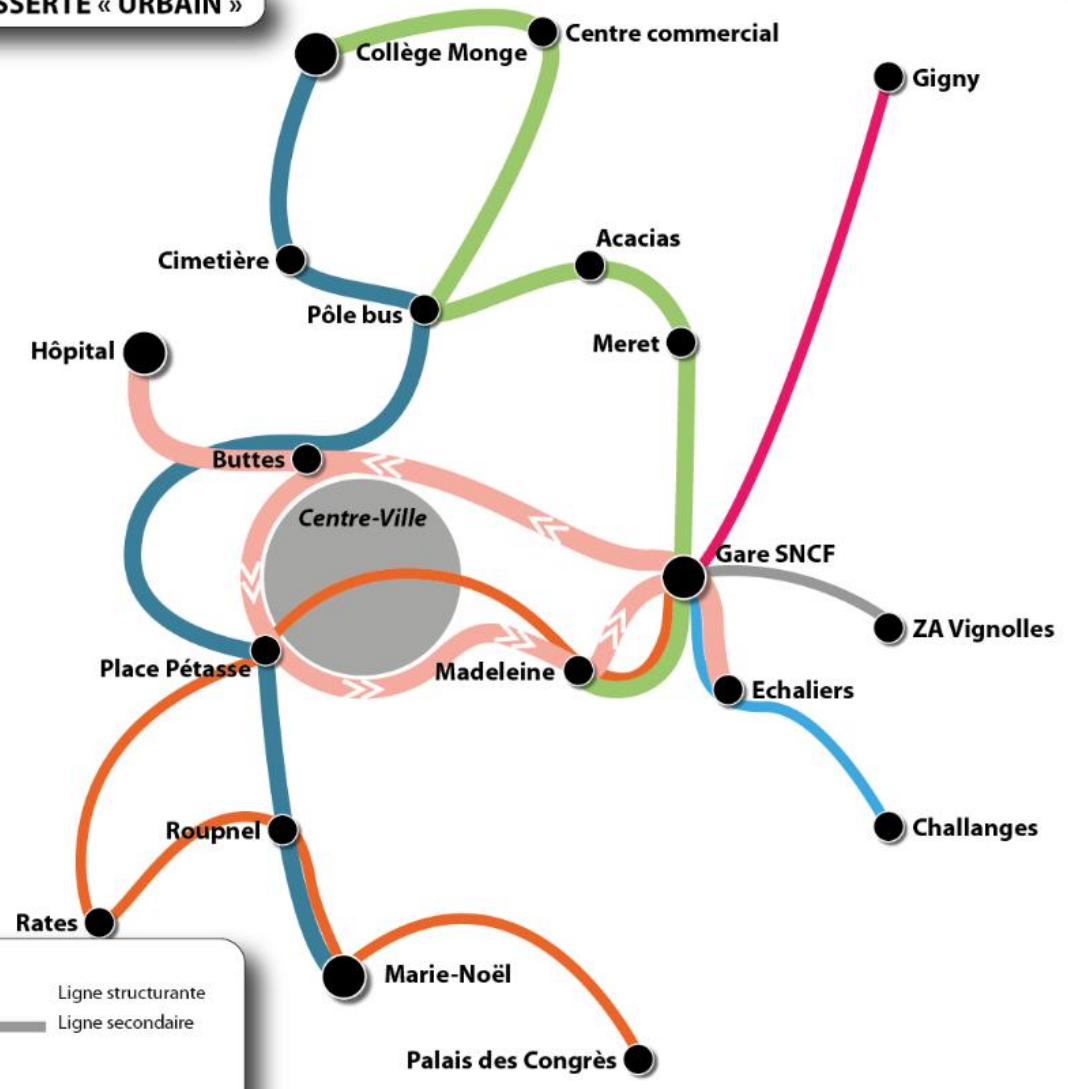 « URBAIN »
Centre commercial
Collège Monge
Gigny
Acacias
Cimetière
Pôle bus
Meret
Hôpital
Buttes
Centre-Ville
Gare SNCF
ZA Vignolles
Place Pétasse
Madeleine
Echaliers
Roupnel
Challanges
Rates
Marie-Noël
Ligne structurante
Ligne secondaire
Palais des Congrès